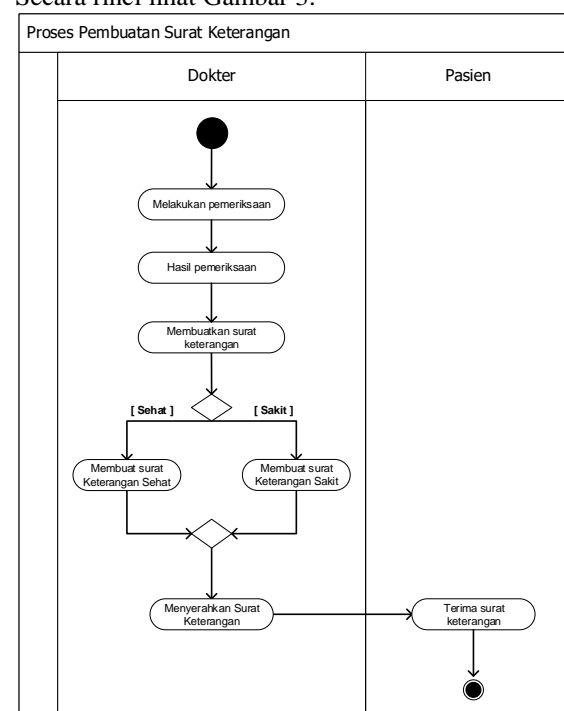 Secara rinci lihat Gambar 3.
Proses Pembuatan Surat Keterangan
Dokter
Pasien
Melakukan pemeriksaan
Hasil pemeriksaan
Membuatkan surat
keterangan
[ Sehat ]
[ Sakit ]
Membuat surat
Keterangan Sehat
Membuat surat
Keterangan Sakit
Menyerahkan Surat
Keterangan
Terima surat
keterangan